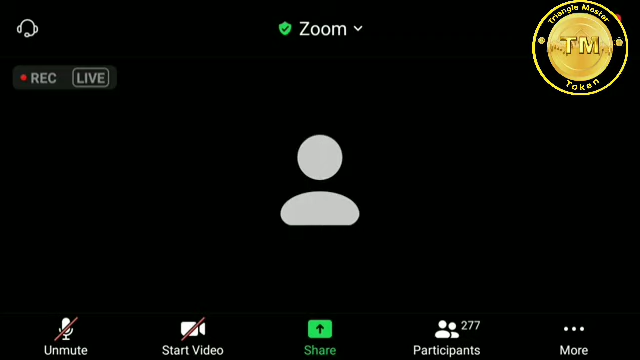 Zoom
REC LIVE
Triangle Master
TM
Token
Unmute
Start Video
Share
Participants
277
More